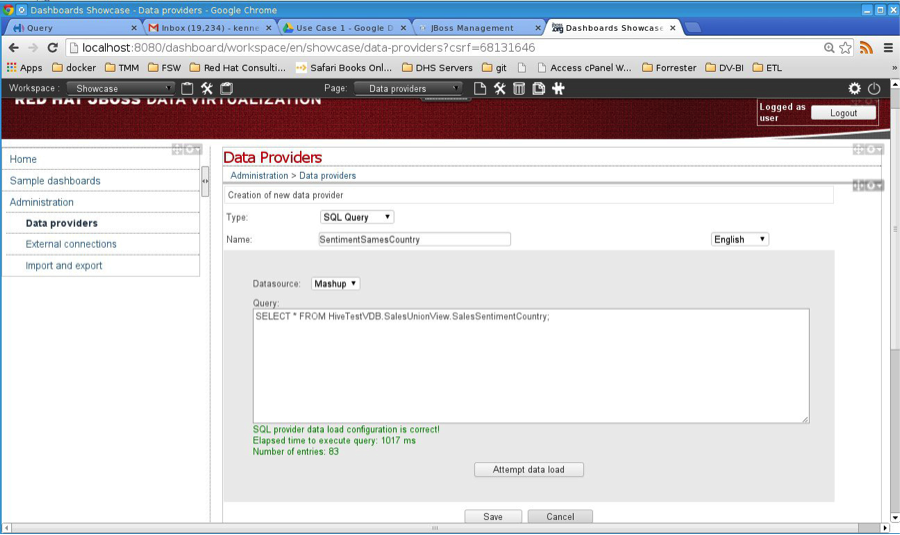 Dashboards Showcase - Data providers - Google Chrome
Query
Inbox (19,234) - kenne
Use Case 1 - Google D
JBoss Management
Dashboards Showcase
localhost:8080/dashboard/workspace/en/showcase/data-providers?csrf=68131646
Apps docker TMM FSW Red Hat Consulti... Safari Books Onl... DHS Servers git Access cPanel W... Forrester DV-BI ETL »
Workspace : Showcase Page: Data providers
RED HAT JBOSS DATA VIRTUALIZATION
Logged as user
Logout
Home
Sample dashboards
Administration
Data providers
External connections
Import and export
Data Providers
Administration > Data providers
Creation of new data provider
Type: SQL Query
Name: SentimentSamesCountry English
Datasource: Mashup
Query:
SELECT * FROM HiveTestVDB.SalesUnionView.SalesSentimentCountry;
SQL provider data load configuration is correct!
Elapsed time to execute query: 1017 ms
Number of entries: 83
Attempt data load
Save Cancel